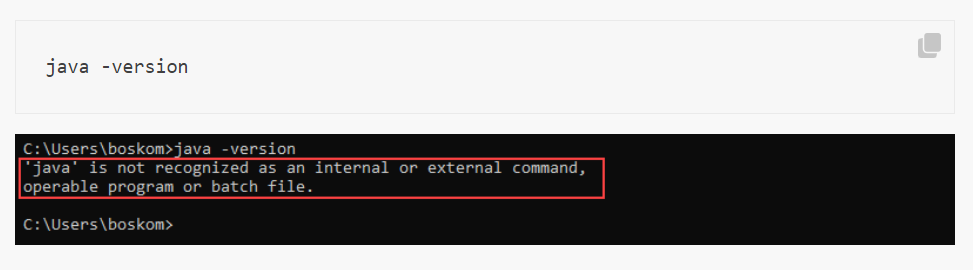 java -version
C:\Users\boskom>java -version
'java' is not recognized as an internal or external command,
operable program or batch file.
C:\Users\boskom>